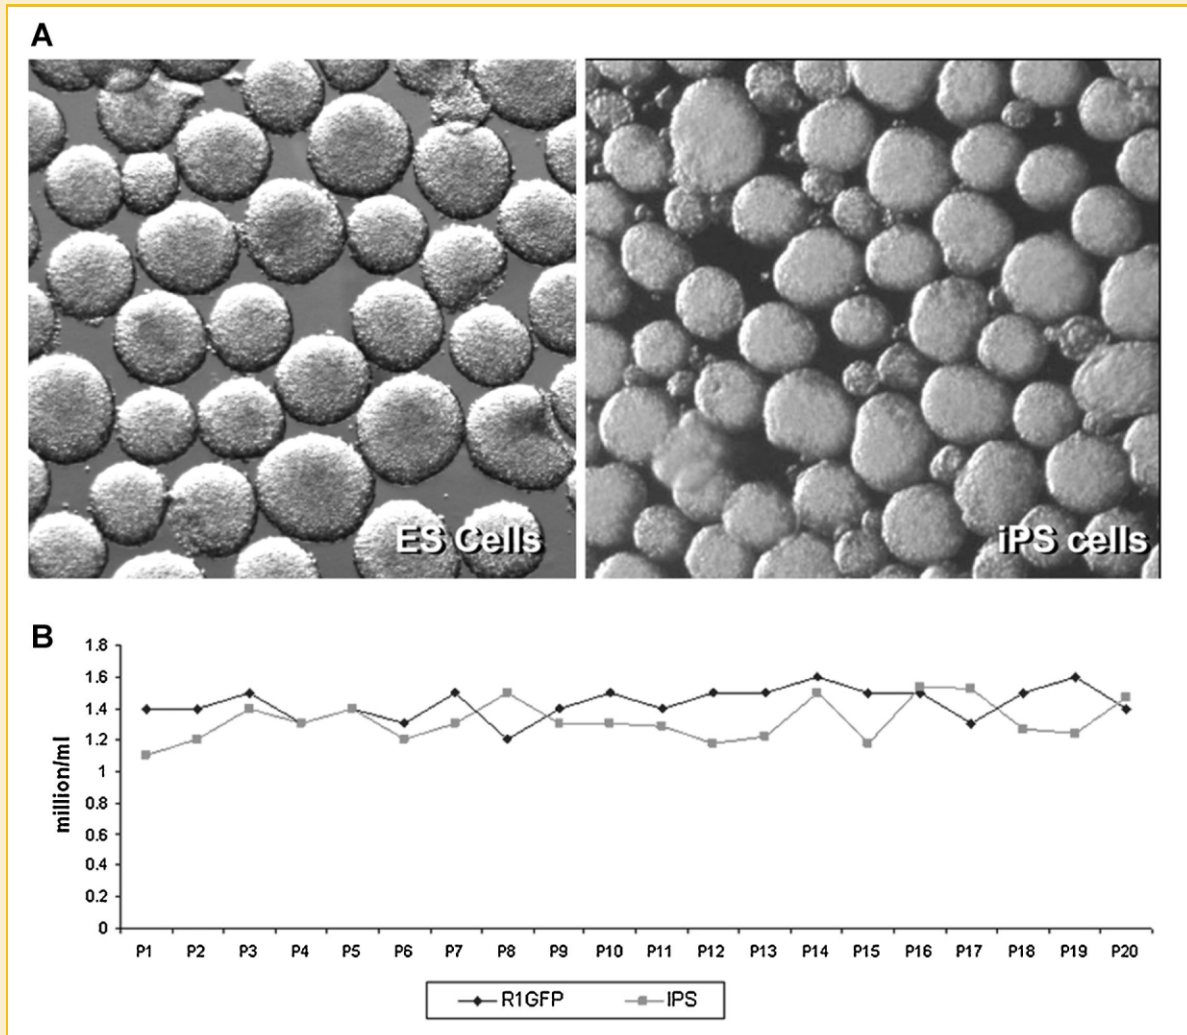 A
ES Cells
iPS cells
B
million/ml
1.8
1.6
1.4
1.2
1
0.8
0.6
0.4
0.2
0
P1 P2 P3 P4 P5 P6 P7 P8 P9 P10 P11 P12 P13 P14 P15 P16 P17 P18 P19 P20
R1GFP IPS